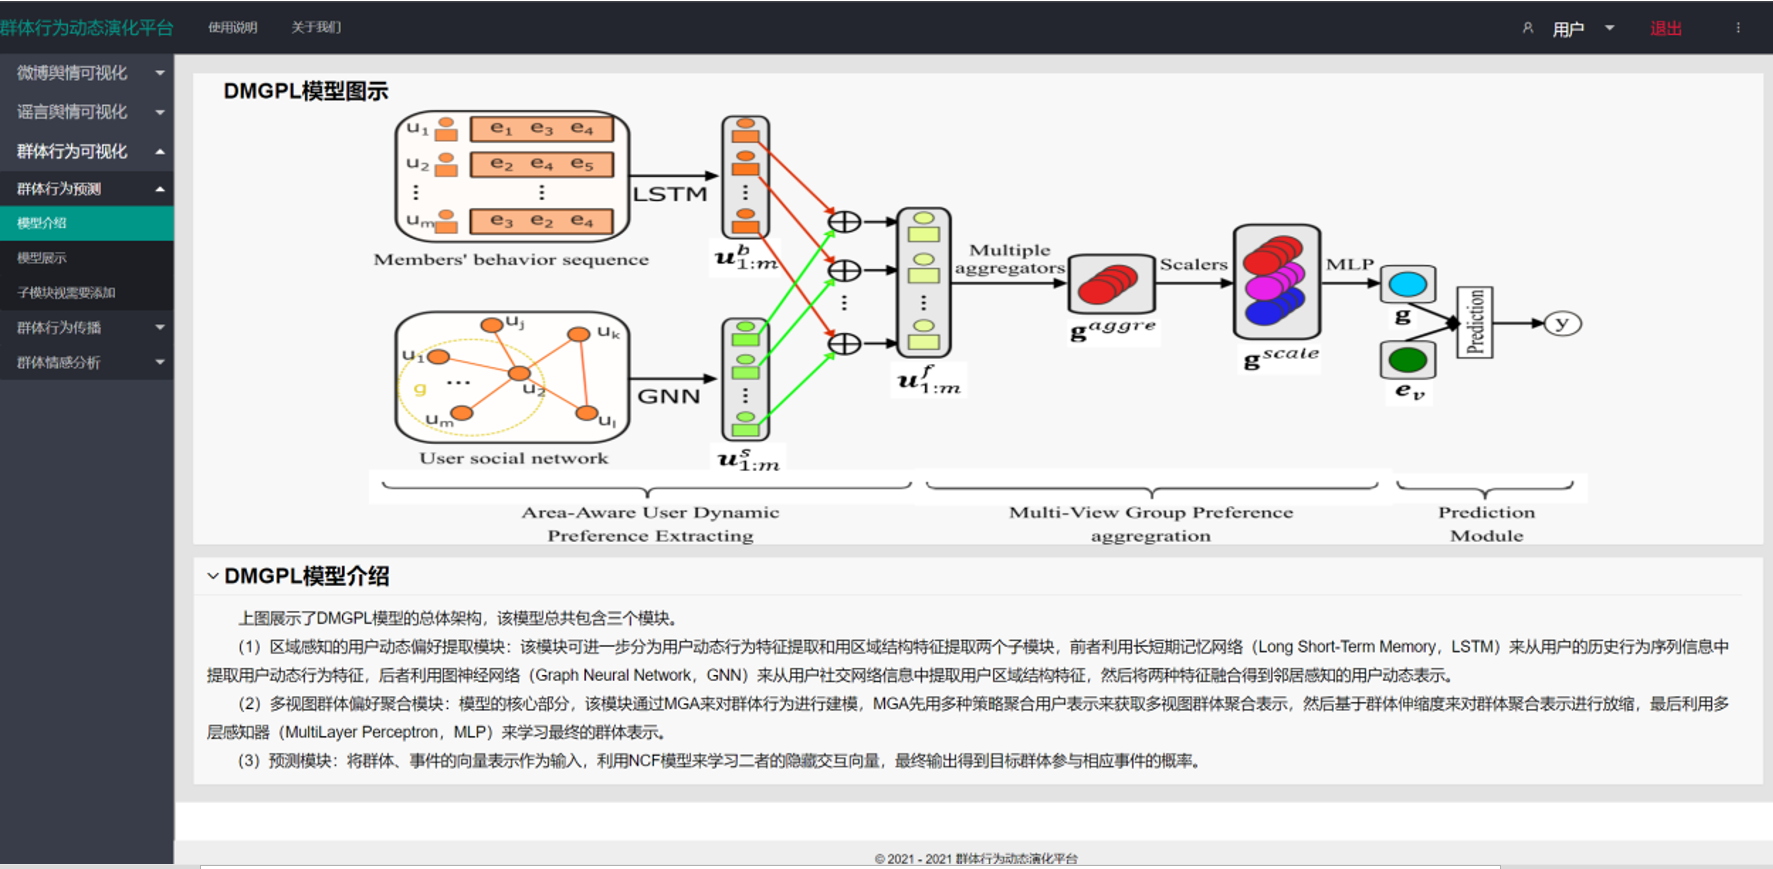 群体行为动态演化平台 使用说明 关于我们 用户 退出
微博舆情可视化
谣言舆情可视化
群体行为可视化
群体行为预测
模型介绍
模型展示
子模块视需要添加
群体行为传播
群体情感分析
DMGPL模型图示
u1 e1 e3 e4
u2 e2 e4 e5
um e3 e2 e4
Members' behavior sequence
LSTM
u^b_{1:m}
ui uj uk
g u2
um ul
User social network
GNN
u^s_{1:m}
u^f_{1:m}
Multiple
aggregators
g^{aggre}
Scalers
g^{scale}
MLP
g
e_v
Prediction
y
Area-Aware User Dynamic
Preference Extracting
Multi-View Group Preference
aggregration
Prediction
Module
DMGPL模型介绍
上图展示了DMGPL模型的总体架构，该模型总共包含三个模块。
（1）区域感知的用户动态偏好提取模块：该模块可进一步分为用户动态行为特征提取和用区域结构特征提取两个子模块，前者利用长短期记忆网络（Long Short-Term Memory，LSTM）来从用户的历史行为序列信息中
提取用户动态行为特征，后者利用图神经网络（Graph Neural Network，GNN）来从用户社交网络信息中提取用户区域结构特征，然后将两种特征融合得到邻居感知的用户动态表示。
（2）多视图群体偏好聚合模块：模型的核心部分，该模块通过MGA来对群体行为进行建模，MGA先用多种策略聚合用户表示来获取多视图群体聚合表示，然后基于群体伸缩度来对群体聚合表示进行放缩，最后利用多
层感知器（MultiLayer Perceptron，MLP）来学习最终的群体表示。
（3）预测模块：将群体、事件的向量表示作为输入，利用NCF模型来学习二者的隐藏交互向量，最终输出得到目标群体参与相应事件的概率。
© 2021 - 2021 群体行为动态演化平台